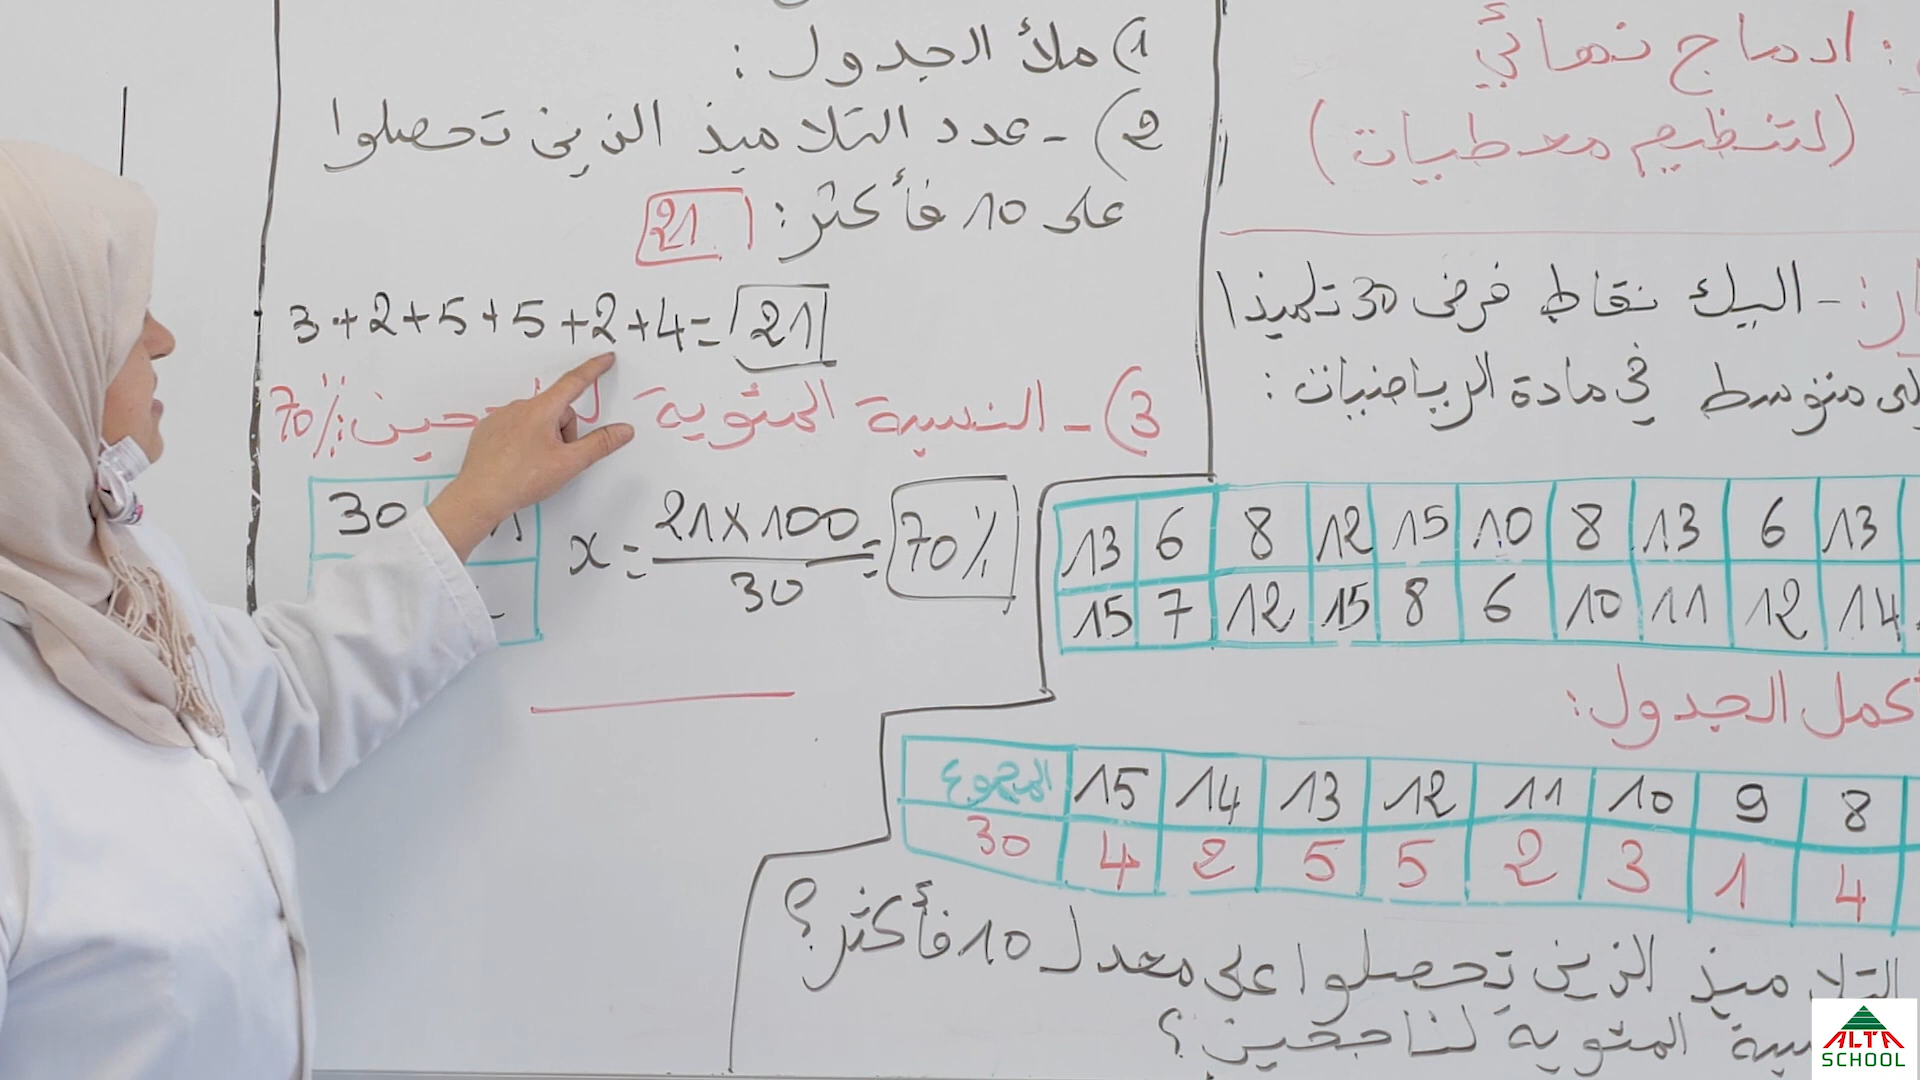 : ادماج نهائي
(لتنظيم معطيات)
: - اليك نقاط فرض 30 تلميذا
متوسط في مادة الرياضيات :
13 6 8 12 15 10 8 13 6 13
15 7 12 15 8 6 10 11 12 14
كمل الجدول:
المجموع 15 14 13 12 11 10 9 8
30 4 2 5 5 2 3 1 4
التلاميذ الذين تحصلوا على معدل 10 فأكثر؟
المئوية لناجحين؟
1) ملأ الجدول :
2) - عدد التلاميذ الذين تحصلوا
على 10 فأكثر : 21
3+2+5+5+2+4= 21
3) - النسبة المئوية 70%
30
x = 21x100 = 70%
30
ALTA
SCHOOL